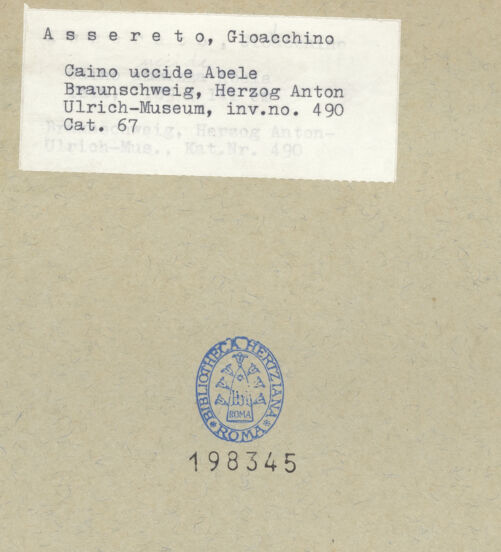 A s s e r e t o, Gioacchino
Caino uccide Abele
Braunschweig, Herzog Anton
Ulrich-Museum, inv.no. 490
Cat. 67
Braunschweig, Herzog Anton-
Ulrich-Mus., Kat.Nr. 490
BIBLIOTHECA HERTZIANA
ROMA
ROMA
198345